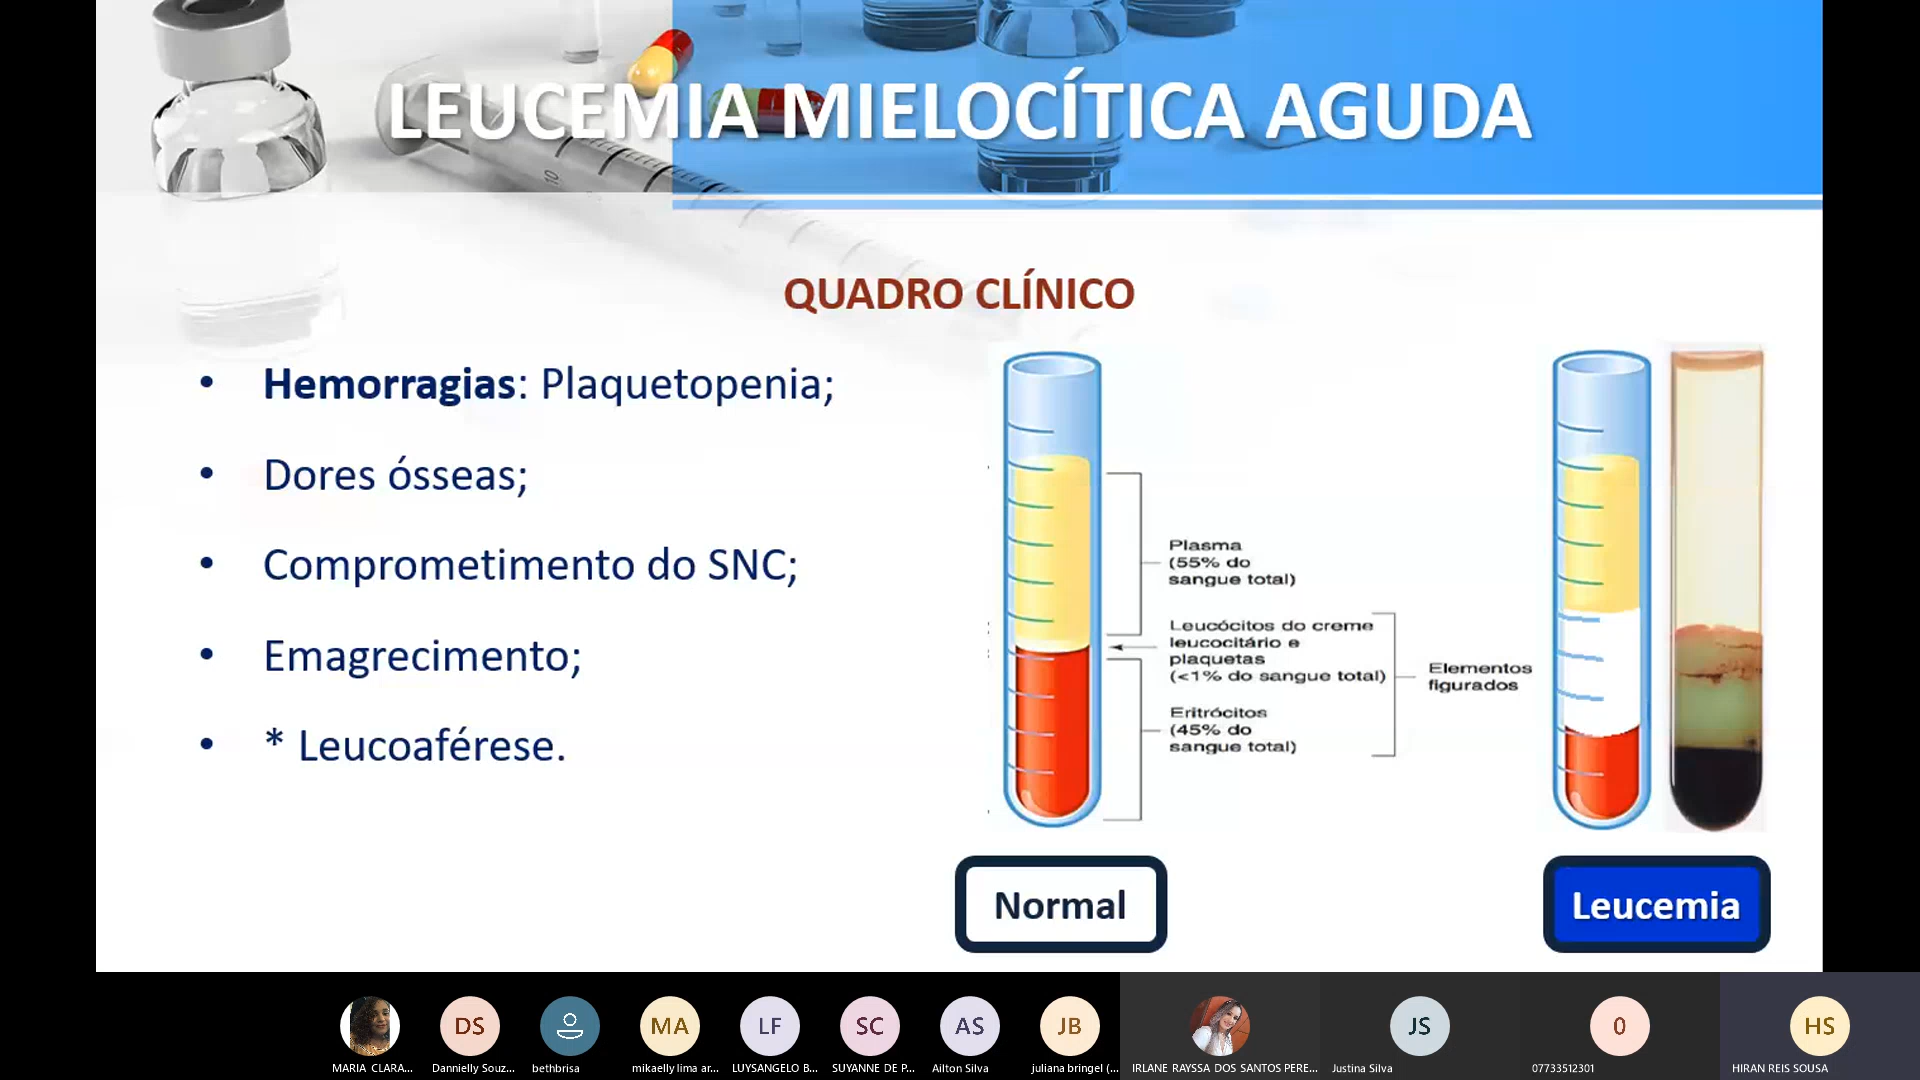 LEUCEMIA MIELOCÍTICA AGUDA
QUADRO CLÍNICO
• Hemorragias: Plaquetopenia;
• Dores ósseas;
• Comprometimento do SNC;
• Emagrecimento;
• * Leucoaférese.
10
Plasma
(55% do
sangue total)
Leucócitos do creme
leucocitário e
plaquetas
(<1% do sangue total)
Eritrócitos
(45% do
sangue total)
Elementos
figurados
Normal
Leucemia
DS
MA
LF
SC
AS
JB
JS
0
HS
MARIA CLARA...
Dannielly Souz...
bethbrisa
mikaelly lima ar...
LUYSANGELO B...
SUYANNE DE P...
Ailton Silva
juliana bringel (...
IRLANE RAYSSA DOS SANTOS PERE...
Justina Silva
07733512301
HIRAN REIS SOUSA